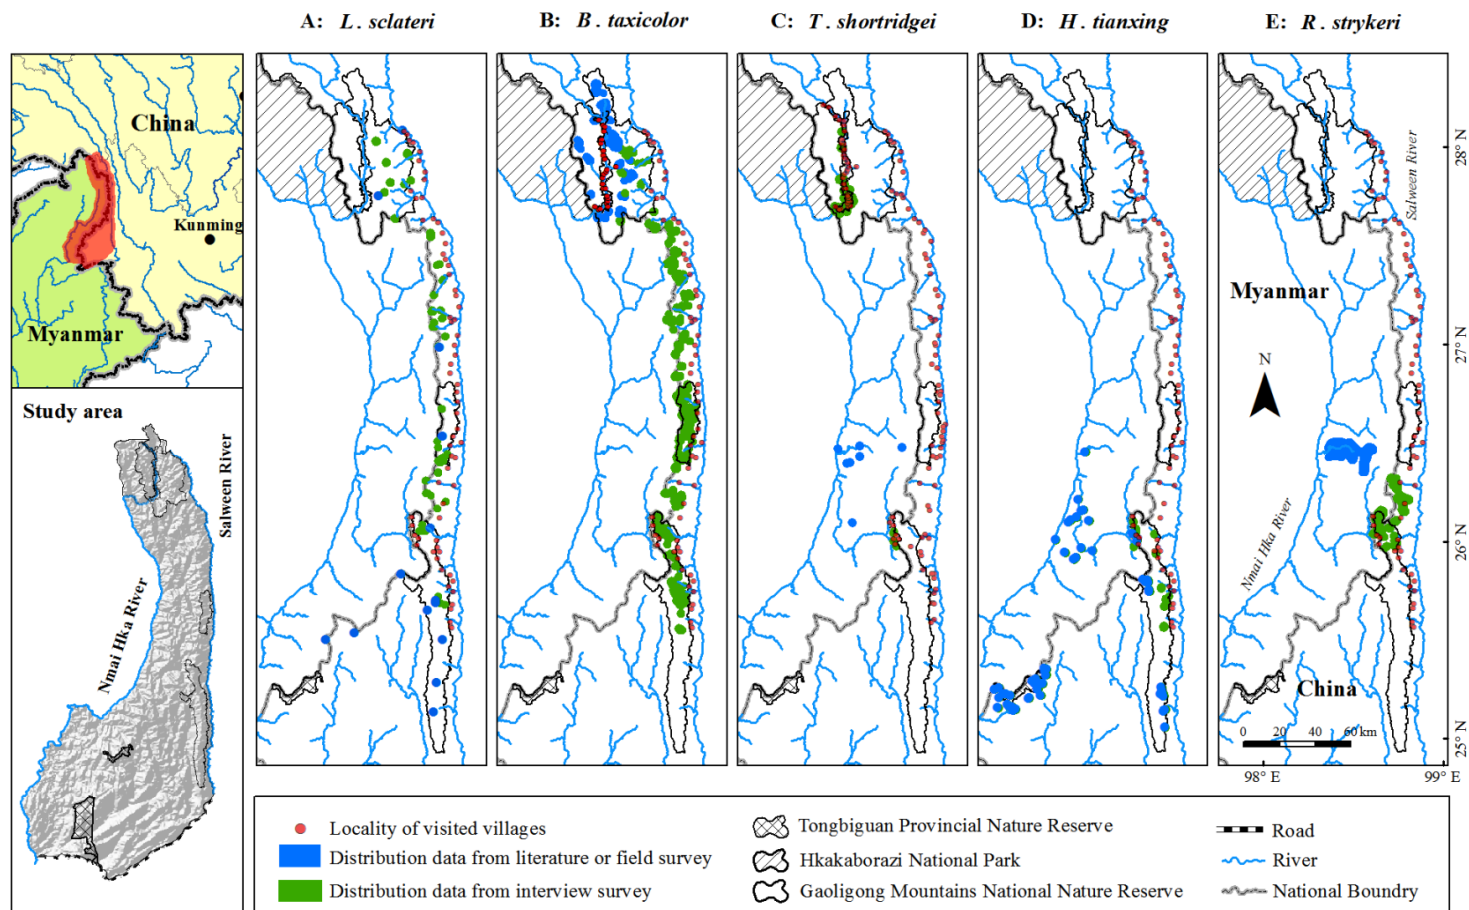 A: L. sclateri
B: B. taxicolor
C: T. shortridgei
D: H. tianxing
E: R. strykeri
China
Kunming
Myanmar
Study area
Salween River
Nmai Hka River
Salween River
Myanmar
N
Nmai Hka River
China
0 20 40 60 km
28° N
27° N
26° N
25° N
98° E
99° E
Locality of visited villages
Distribution data from literature or field survey
Distribution data from interview survey
Tongbiguan Provincial Nature Reserve
Hkakaborazi National Park
Gaoligong Mountains National Nature Reserve
Road
River
National Boundry